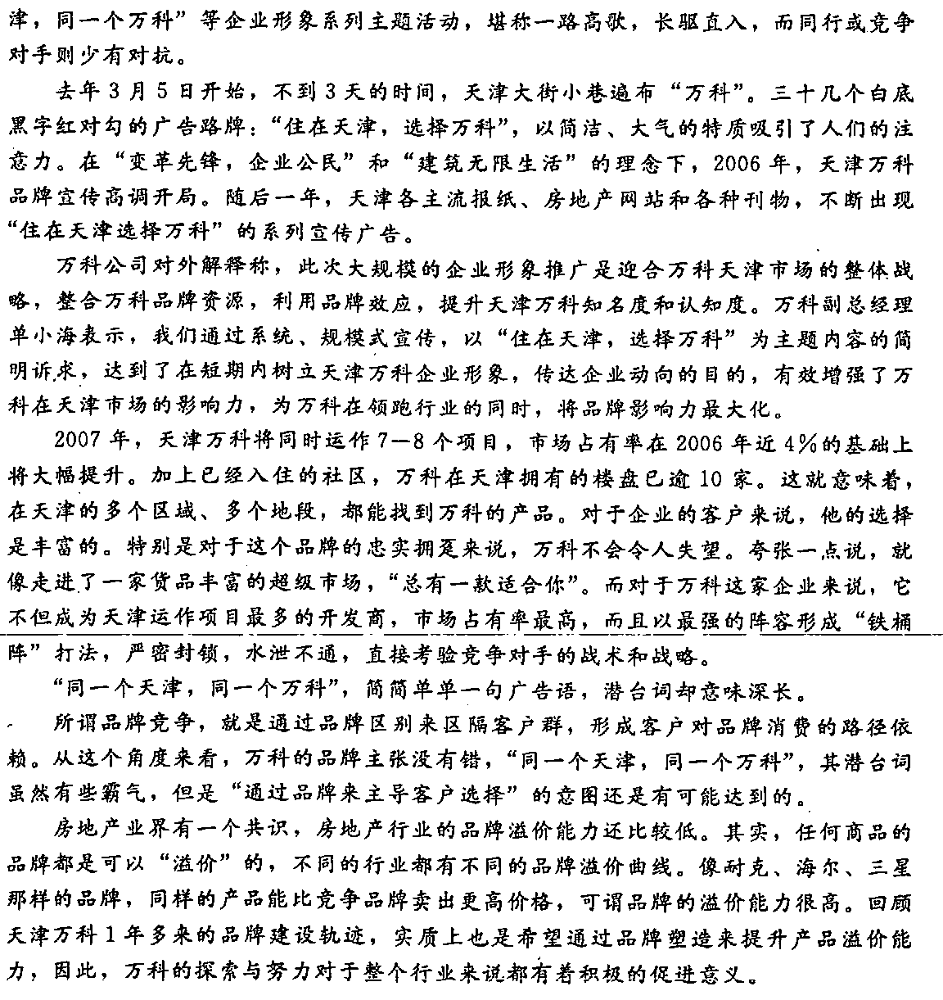 津，同一个万科”等企业形象系列主题活动，堪称一路高歌，长驱直入，而同行或竞争
对手则少有对抗。
去年3月5日开始，不到3天的时间，天津大街小巷遍布“万科”。三十几个白底
黑字红对勾的广告路牌：“住在天津，选择万科”，以简洁、大气的特质吸引了人们的注
意力。在“变革先锋，企业公民”和“建筑无限生活”的理念下，2006年，天津万科
品牌宣传高调开局。随后一年，天津各主流报纸、房地产网站和各种刊物，不断出现
“住在天津选择万科”的系列宣传广告。
万科公司对外解释称，此次大规模的企业形象推广是迎合万科天津市场的整体战
略，整合万科品牌资源，利用品牌效应，提升天津万科知名度和认知度。万科副总经理
单小海表示，我们通过系统、规模式宣传，以“住在天津，选择万科”为主题内容的简
明诉求，达到了在短期内树立天津万科企业形象，传达企业动向的目的，有效增强了万
科在天津市场的影响力，为万科在领跑行业的同时，将品牌影响力最大化。
2007年，天津万科将同时运作7—8个项目，市场占有率在2006年近4%的基础上
将大幅提升。加上已经入住的社区，万科在天津拥有的楼盘已逾10家。这就意味着，
在天津的多个区域、多个地段，都能找到万科的产品。对于企业的客户来说，他的选择
是丰富的。特别是对于这个品牌的忠实拥趸来说，万科不会令人失望。夸张一点说，就
像走进了一家货品丰富的超级市场，“总有一款适合你”。而对于万科这家企业来说，它
不但成为天津运作项目最多的开发商，市场占有率最高，而且以最强的阵容形成“铁桶
阵”打法，严密封锁，水泄不通，直接考验竞争对手的战术和战略。
“同一个天津，同一个万科”，简简单单一句广告语，潜台词却意味深长。
所谓品牌竞争，就是通过品牌区别来区隔客户群，形成客户对品牌消费的路径依
赖。从这个角度来看，万科的品牌主张没有错，“同一个天津，同一个万科”，其潜台词
虽然有些霸气，但是“通过品牌来主导客户选择”的意图还是有可能达到的。
房地产业界有一个共识，房地产行业的品牌溢价能力还比较低。其实，任何商品的
品牌都是可以“溢价”的，不同的行业都有不同的品牌溢价曲线。像耐克、海尔、三星
那样的品牌，同样的产品能比竞争品牌卖出更高价格，可谓品牌的溢价能力很高。回顾
天津万科1年多来的品牌建设轨迹，实质上也是希望通过品牌塑造来提升产品溢价能
力，因此，万科的探索与努力对于整个行业来说都有着积极的促进意义。